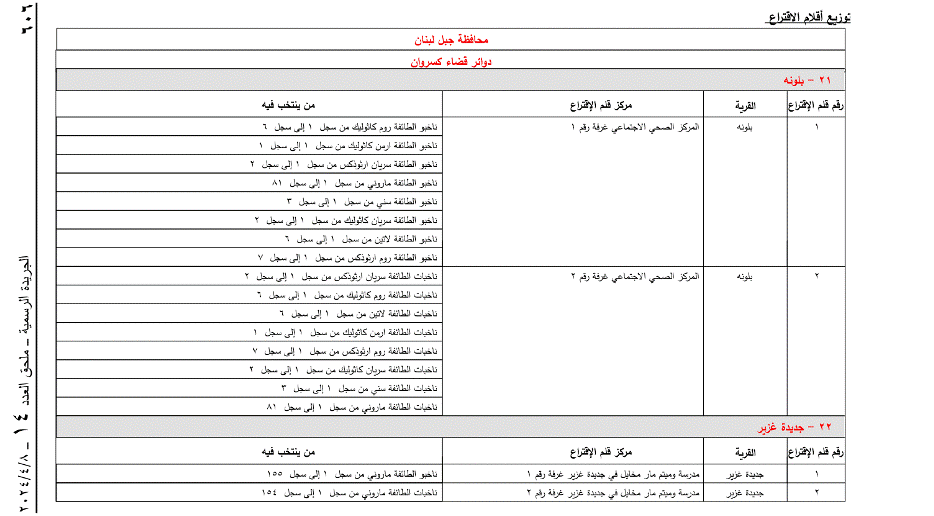 توزيع أقلام الاقتراع
محافظة جبل لبنان
دوائر قضاء كسروان
٢١ - بلونه
رقم قلم الإقتراع القرية مركز قلم الإقتراع من ينتخب فيه
١ بلونه المركز الصحي الاجتماعي غرفة رقم ١ ناخبو الطائفة روم كاثوليك من سجل ١ إلى سجل ٦
ناخبو الطائفة ارمن كاثوليك من سجل ١ إلى سجل ١
ناخبو الطائفة سريان ارثوذكس من سجل ١ إلى سجل ٢
ناخبو الطائفة ماروني من سجل ١ إلى سجل ٨١
ناخبو الطائفة سني من سجل ١ إلى سجل ٣
ناخبو الطائفة سريان كاثوليك من سجل ١ إلى سجل ٢
ناخبو الطائفة لاتين من سجل ١ إلى سجل ٦
ناخبو الطائفة روم ارثوذكس من سجل ١ إلى سجل ٧
٢ بلونه المركز الصحي الاجتماعي غرفة رقم ٢ ناخبات الطائفة سريان ارثوذكس من سجل ١ إلى سجل ٢
ناخبات الطائفة روم كاثوليك من سجل ١ إلى سجل ٦
ناخبات الطائفة لاتين من سجل ١ إلى سجل ٦
ناخبات الطائفة ارمن كاثوليك من سجل ١ إلى سجل ١
ناخبات الطائفة روم ارثوذكس من سجل ١ إلى سجل ٧
ناخبات الطائفة سريان كاثوليك من سجل ١ إلى سجل ٢
ناخبات الطائفة سني من سجل ١ إلى سجل ٣
ناخبات الطائفة ماروني من سجل ١ إلى سجل ٨١
٢٢ - جديدة غزير
رقم قلم الإقتراع القرية مركز قلم الإقتراع من ينتخب فيه
١ جديدة غزير مدرسة وميتم مار مخايل في جديدة غزير غرفة رقم ١ ناخبو الطائفة ماروني من سجل ١ إلى سجل ١٥٥
٢ جديدة غزير مدرسة وميتم مار مخايل في جديدة غزير غرفة رقم ٢ ناخبات الطائفة ماروني من سجل ١ إلى سجل ١٥٤
٦٠٦
الجريدة الرسمية – ملحق العدد ١٤ – ٢٠٢٤/٤/٨